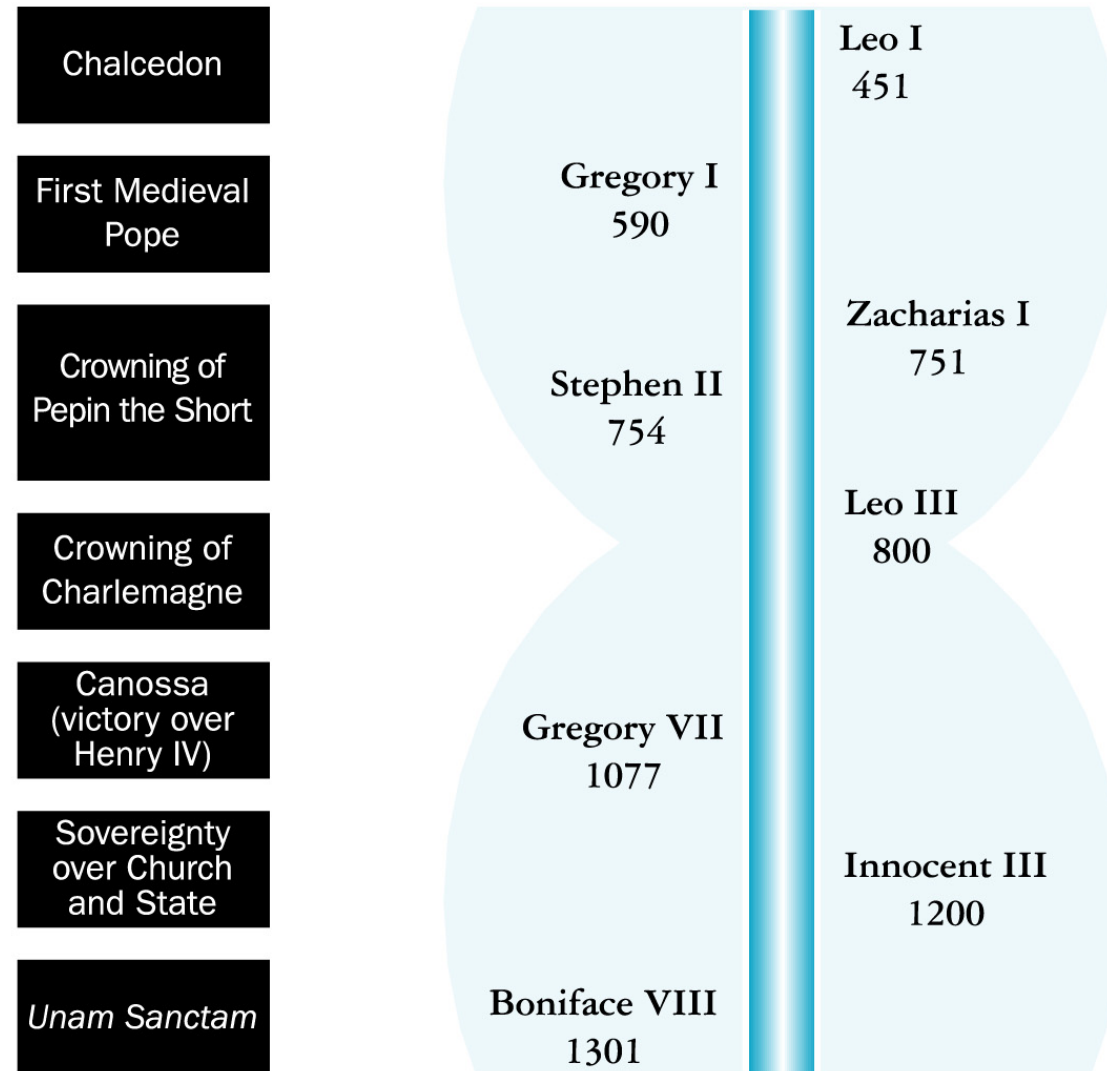 Chalcedon
Leo I
451
First Medieval
Pope
Gregory I
590
Crowning of
Pepin the Short
Zacharias I
751
Stephen II
754
Crowning of
Charlemagne
Leo III
800
Canossa
(victory over
Henry IV)
Gregory VII
1077
Sovereignty
over Church
and State
Innocent III
1200
Unam Sanctam
Boniface VIII
1301